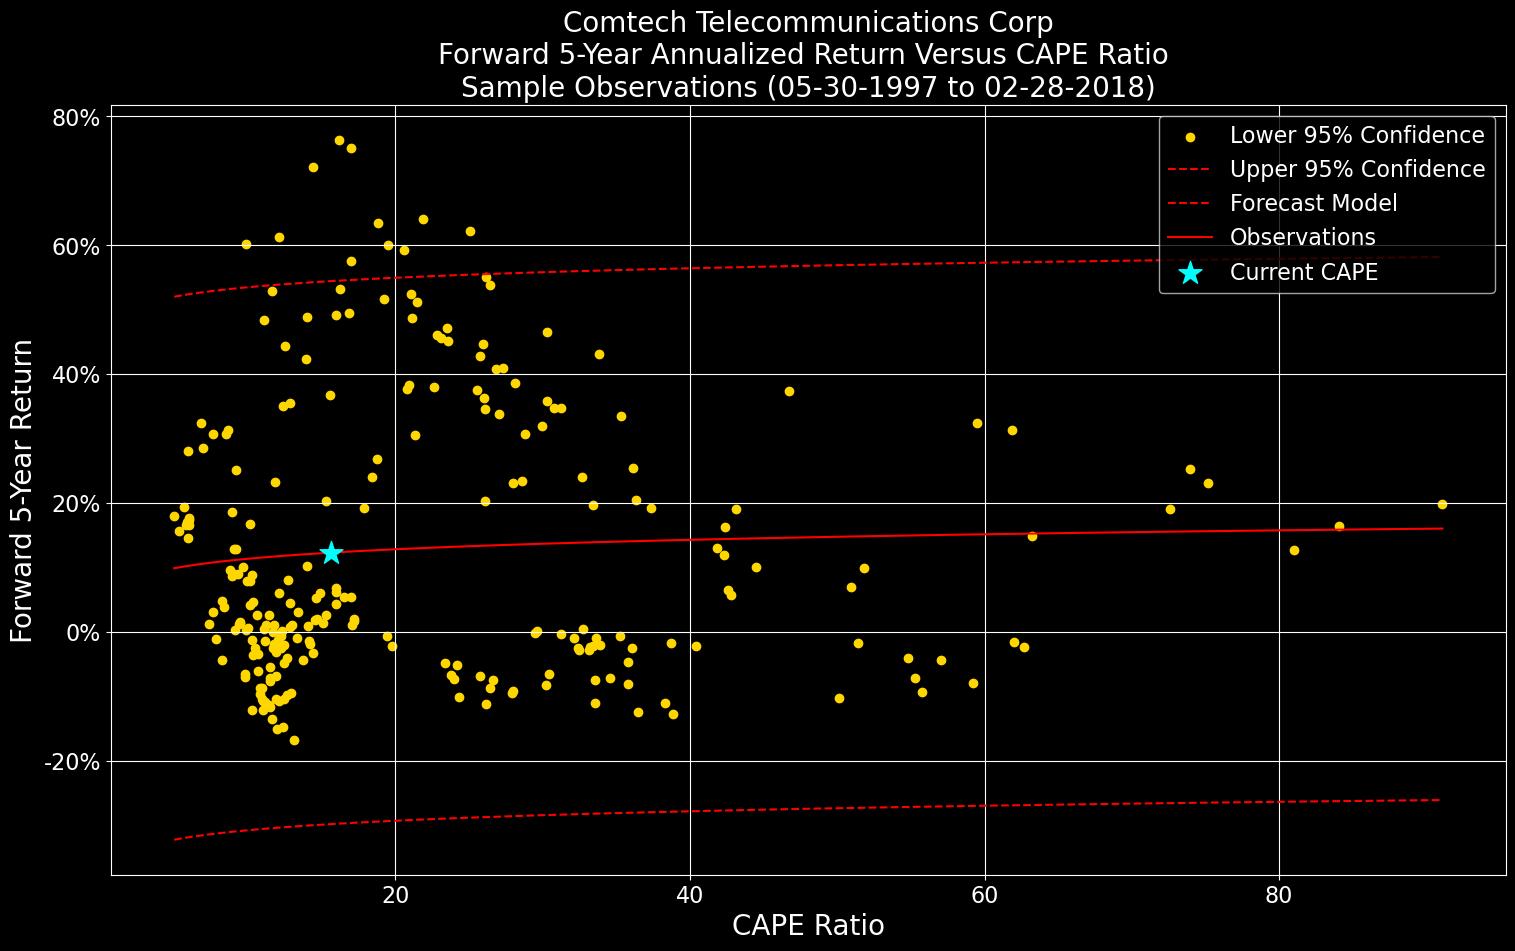 Comtech Telecommunications Corp
Forward 5-Year Annualized Return Versus CAPE Ratio
Sample Observations (05-30-1997 to 02-28-2018)
Lower 95% Confidence
Upper 95% Confidence
Forecast Model
Observations
Current CAPE
Forward 5-Year Return
80%
60%
40%
20%
0%
-20%
20 40 60 80
CAPE Ratio